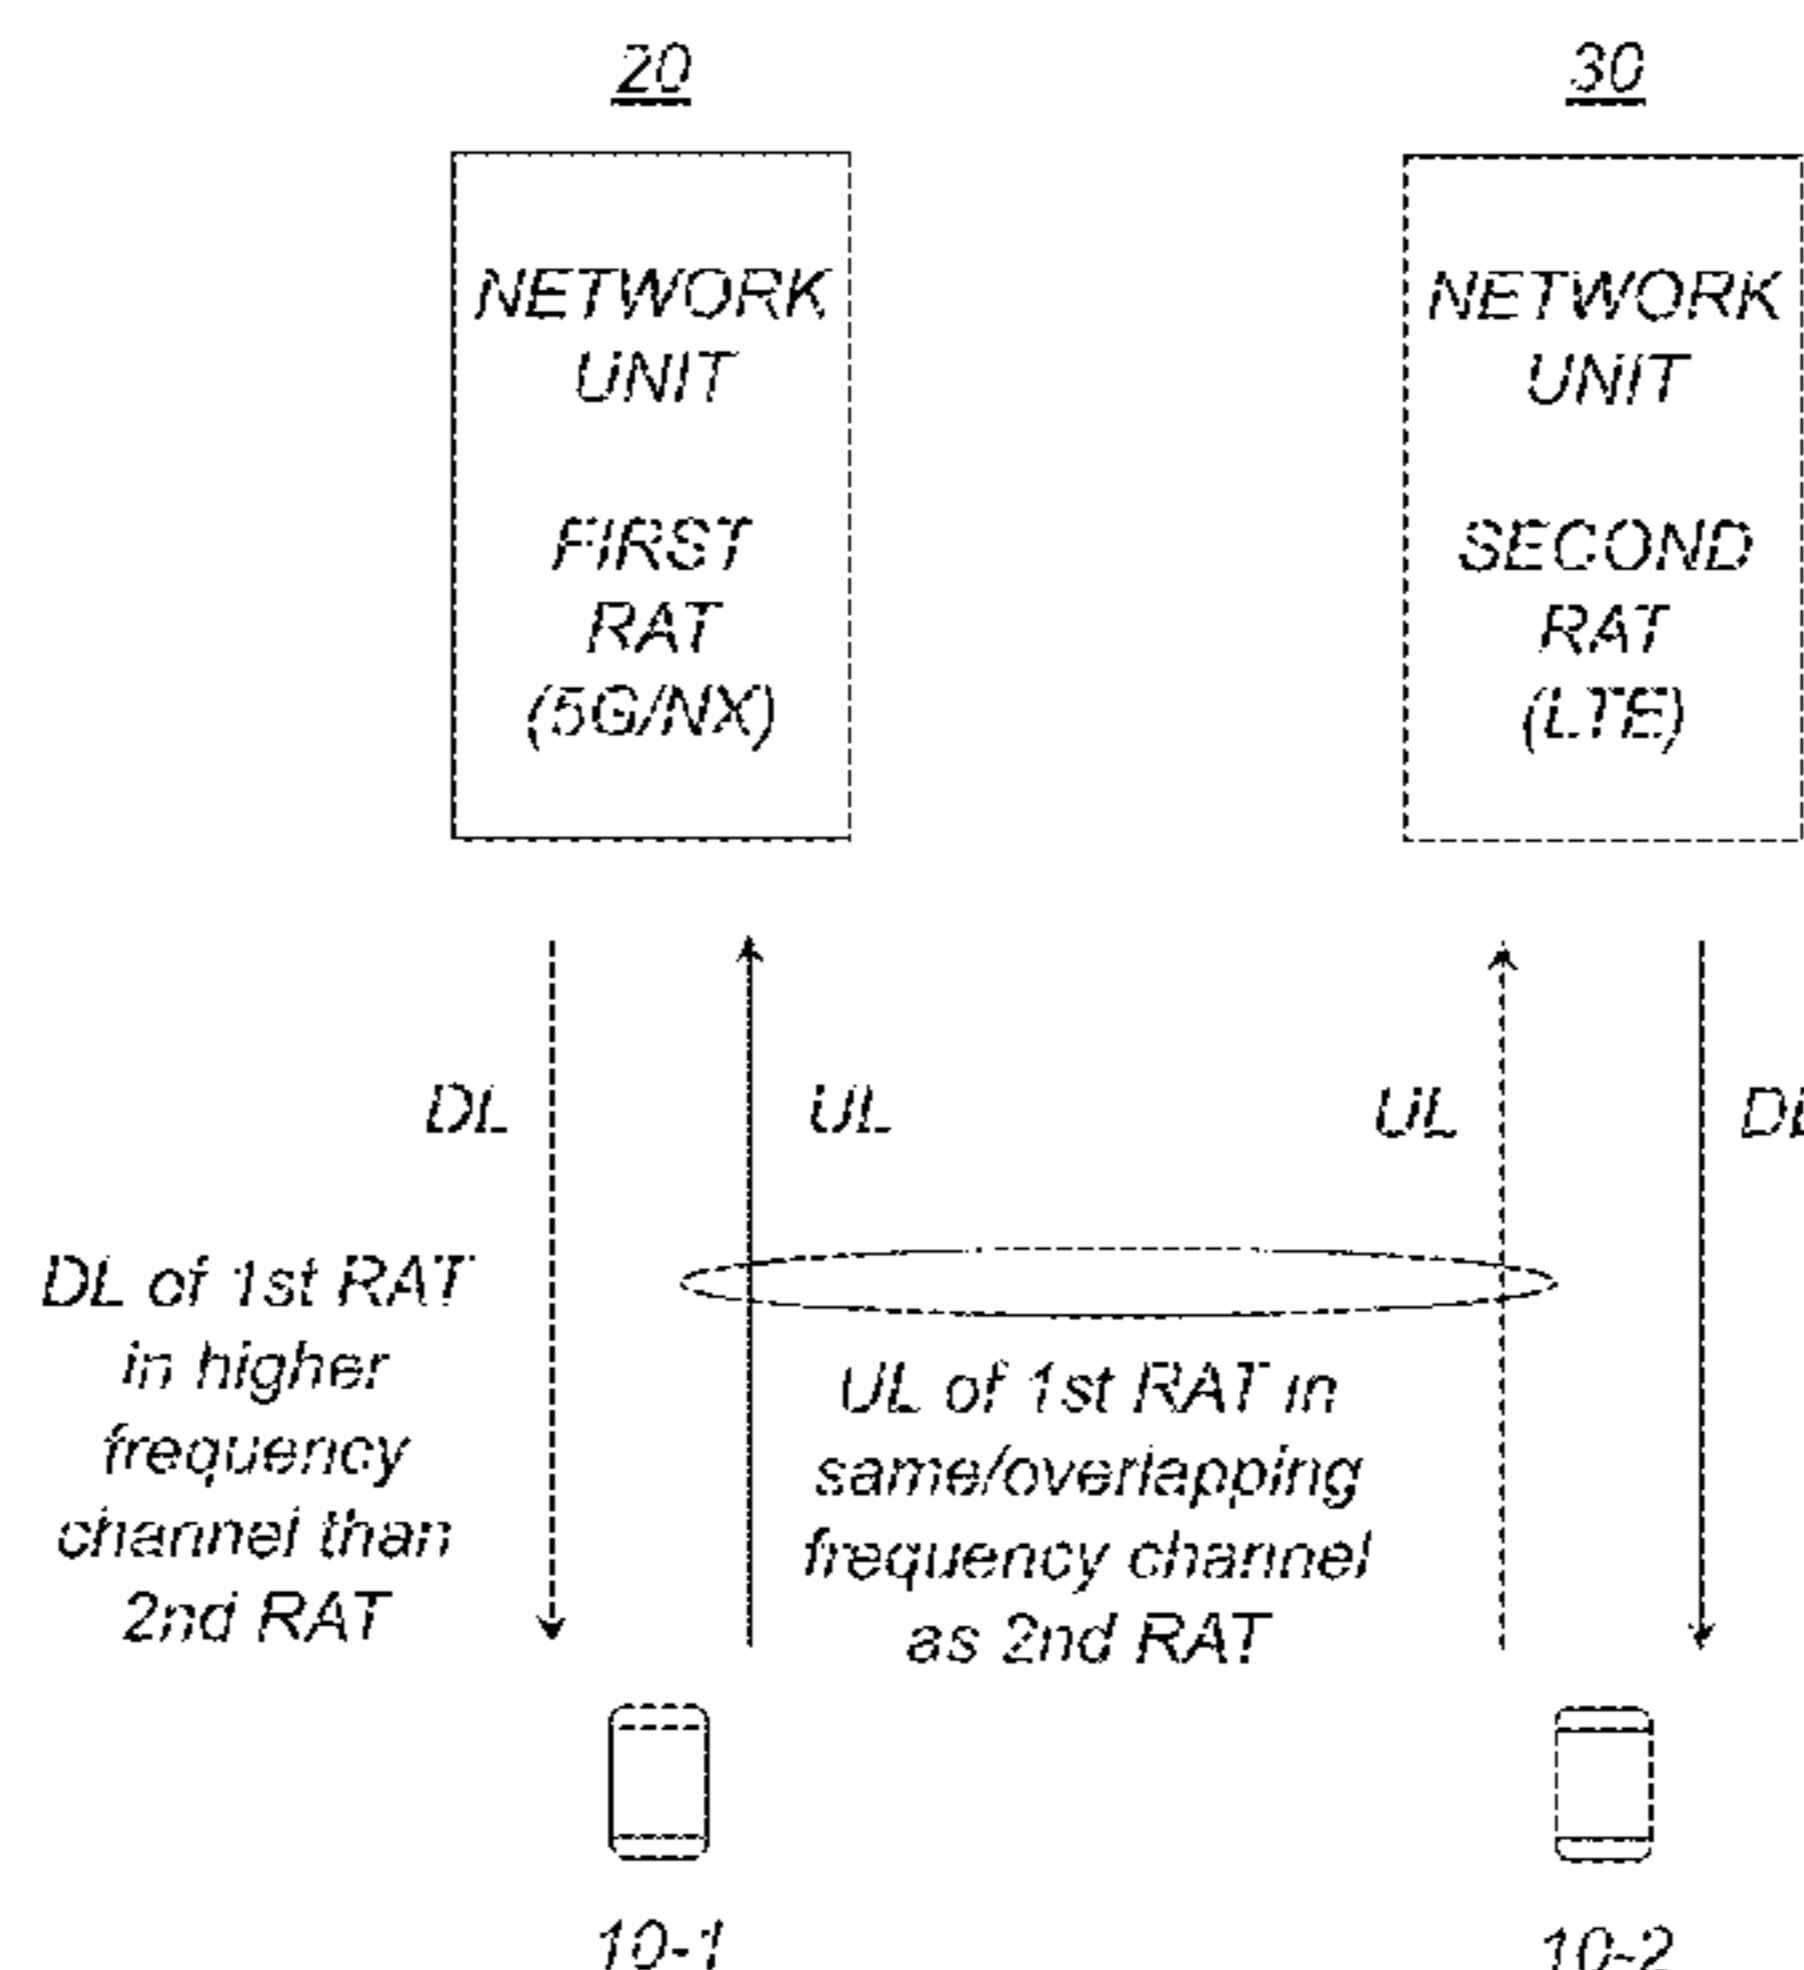 20
30
NETWORK
UNIT
FIRST
RAT
(5G/NX)
NETWORK
UNIT
SECOND
RAT
(LTE)
DL
UL
UL
DL
DL of 1st RAT
in higher
frequency
channel than
2nd RAT
UL of 1st RAT in
same/overlapping
frequency channel
as 2nd RAT
10-1
10-2